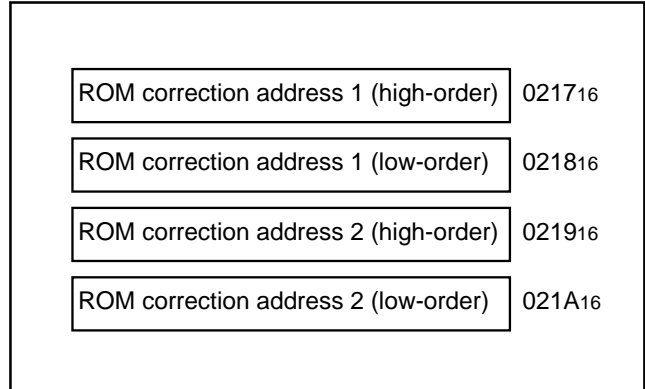 ROM correction address 1 (high-order) 0217₁₆
ROM correction address 1 (low-order) 0218₁₆
ROM correction address 2 (high-order) 0219₁₆
ROM correction address 2 (low-order) 021A₁₆